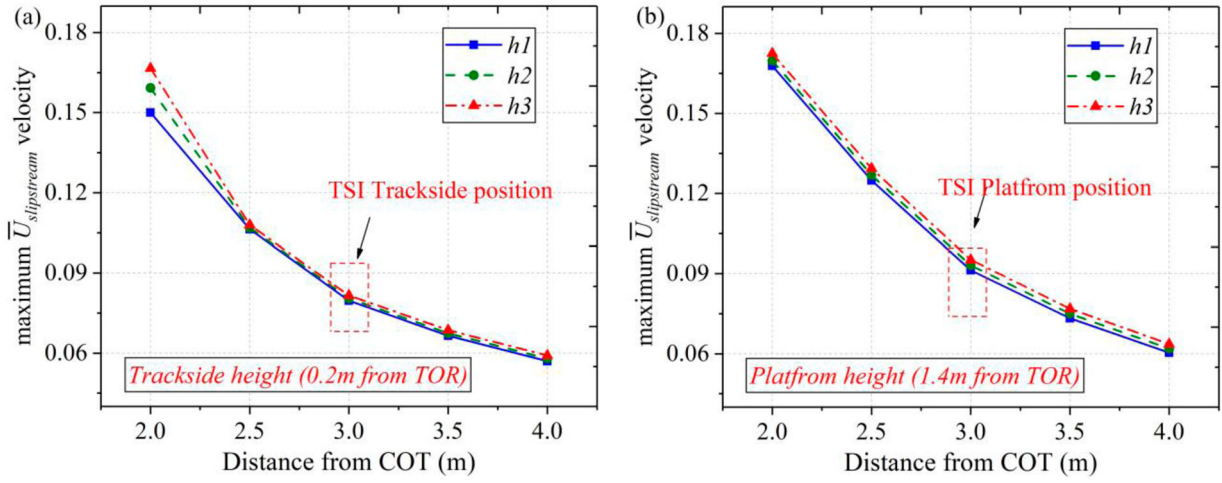 (a)
0.18
0.15
0.12
0.09
0.06
maximum U̅slipstream velocity
h1
h2
h3
TSI Trackside position
Trackside height (0.2m from TOR)
2.0 2.5 3.0 3.5 4.0
Distance from COT (m)
(b)
0.18
0.15
0.12
0.09
0.06
maximum U̅slipstream velocity
h1
h2
h3
TSI Platfrom position
Platfrom height (1.4m from TOR)
2.0 2.5 3.0 3.5 4.0
Distance from COT (m)